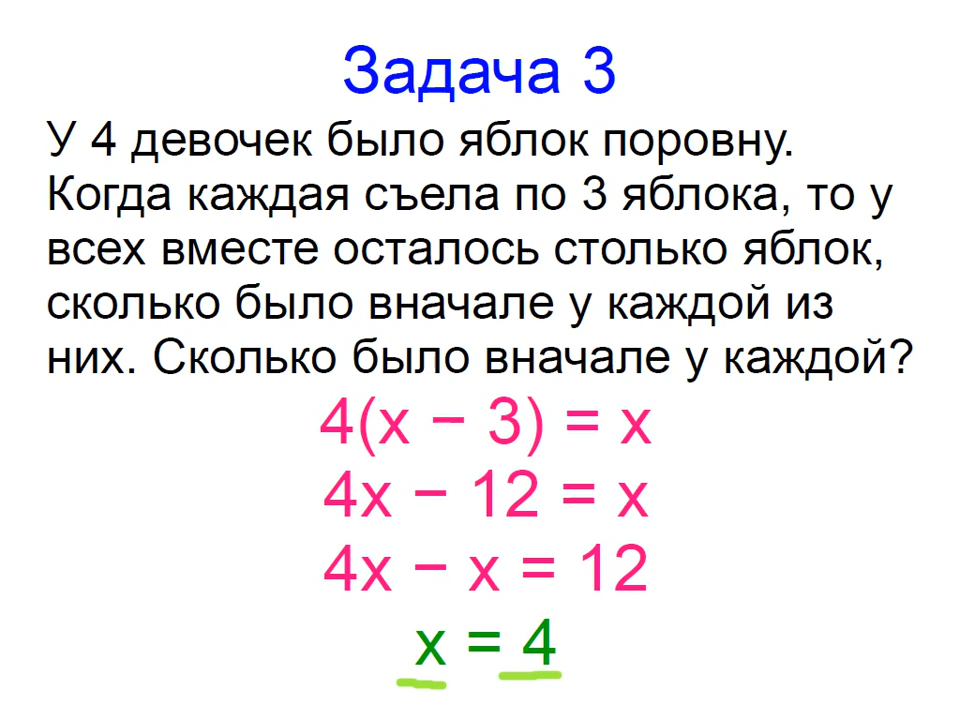 Задача 3
У 4 девочек было яблок поровну.
Когда каждая съела по 3 яблока, то у
всех вместе осталось столько яблок,
сколько было вначале у каждой из
них. Сколько было вначале у каждой?
4(x − 3) = x
4x − 12 = x
4x − x = 12
x = 4